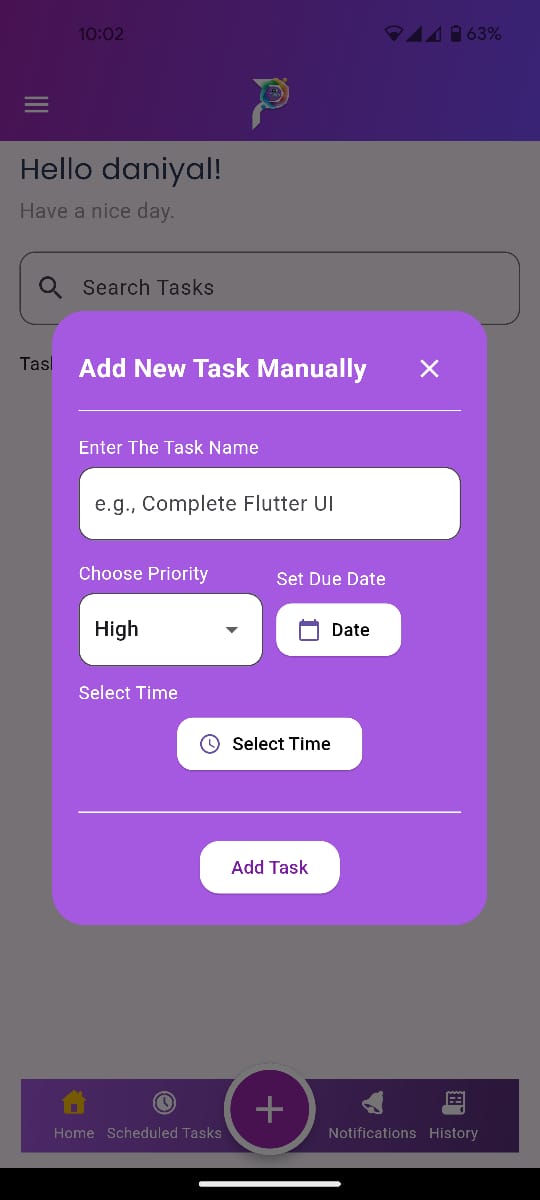 10:02 63%
Hello daniyal!
Have a nice day.
Search Tasks
Add New Task Manually
Enter The Task Name
e.g., Complete Flutter UI
Choose Priority Set Due Date
High Date
Select Time
Select Time
Add Task
Home Scheduled Tasks Notifications History